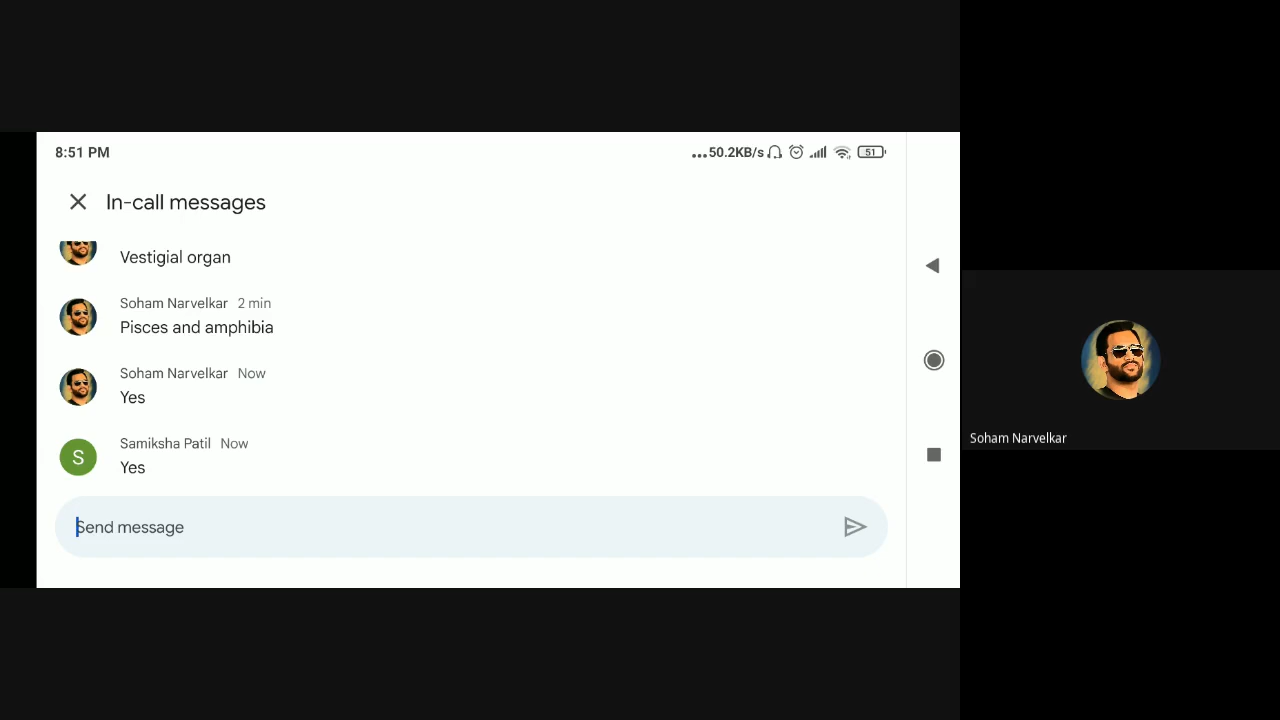 8:51 PM
...50.2KB/s
51
In-call messages
Vestigial organ
Soham Narvelkar 2 min
Pisces and amphibia
Soham Narvelkar Now
Yes
Samiksha Patil Now
S
Yes
Send message
Soham Narvelkar